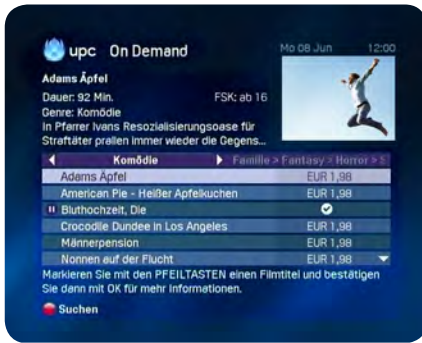 upc On Demand
Mo 08 Jun 12:00
Adams Äpfel
Dauer: 92 Min. FSK: ab 16
Genre: Komödie
In Pfarrer Ivans Resozialisierungsoase für
Straftäter prallen immer wieder die Gegens...
Komödie Familie > Fantasy > Horror > S
Adams Äpfel EUR 1,98
American Pie - Heißer Apfelkuchen EUR 1,98
Bluthochzeit, Die
Crocodile Dundee in Los Angeles EUR 1,98
Männerpension EUR 1,98
Nonnen auf der Flucht EUR 1,98
Markieren Sie mit den PFEILTASTEN einen Filmtitel und bestätigen
Sie dann mit OK für mehr Informationen.
Suchen